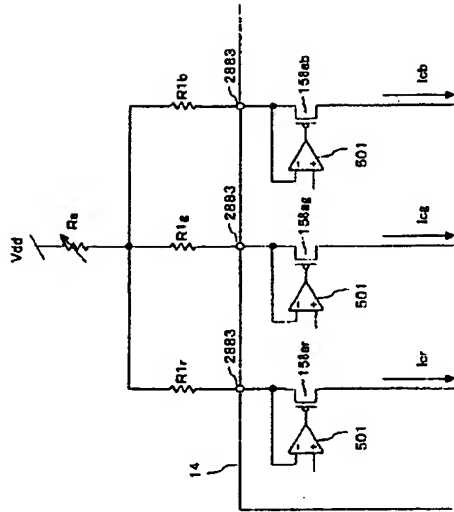 Vdd
Ra
R1r
R1g
R1b
2883
2883
2883
14
158ar
158ag
158ab
-
+
-
+
-
+
501
501
501
Icr
Icg
Icb